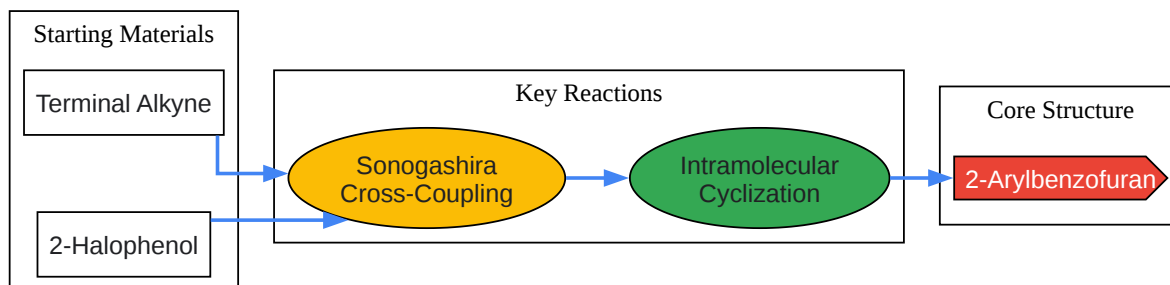 Starting Materials
Terminal Alkyne
2-Halophenol
Key Reactions
Sonogashira
Cross-Coupling
Intramolecular
Cyclization
Core Structure
2-Arylbenzofuran